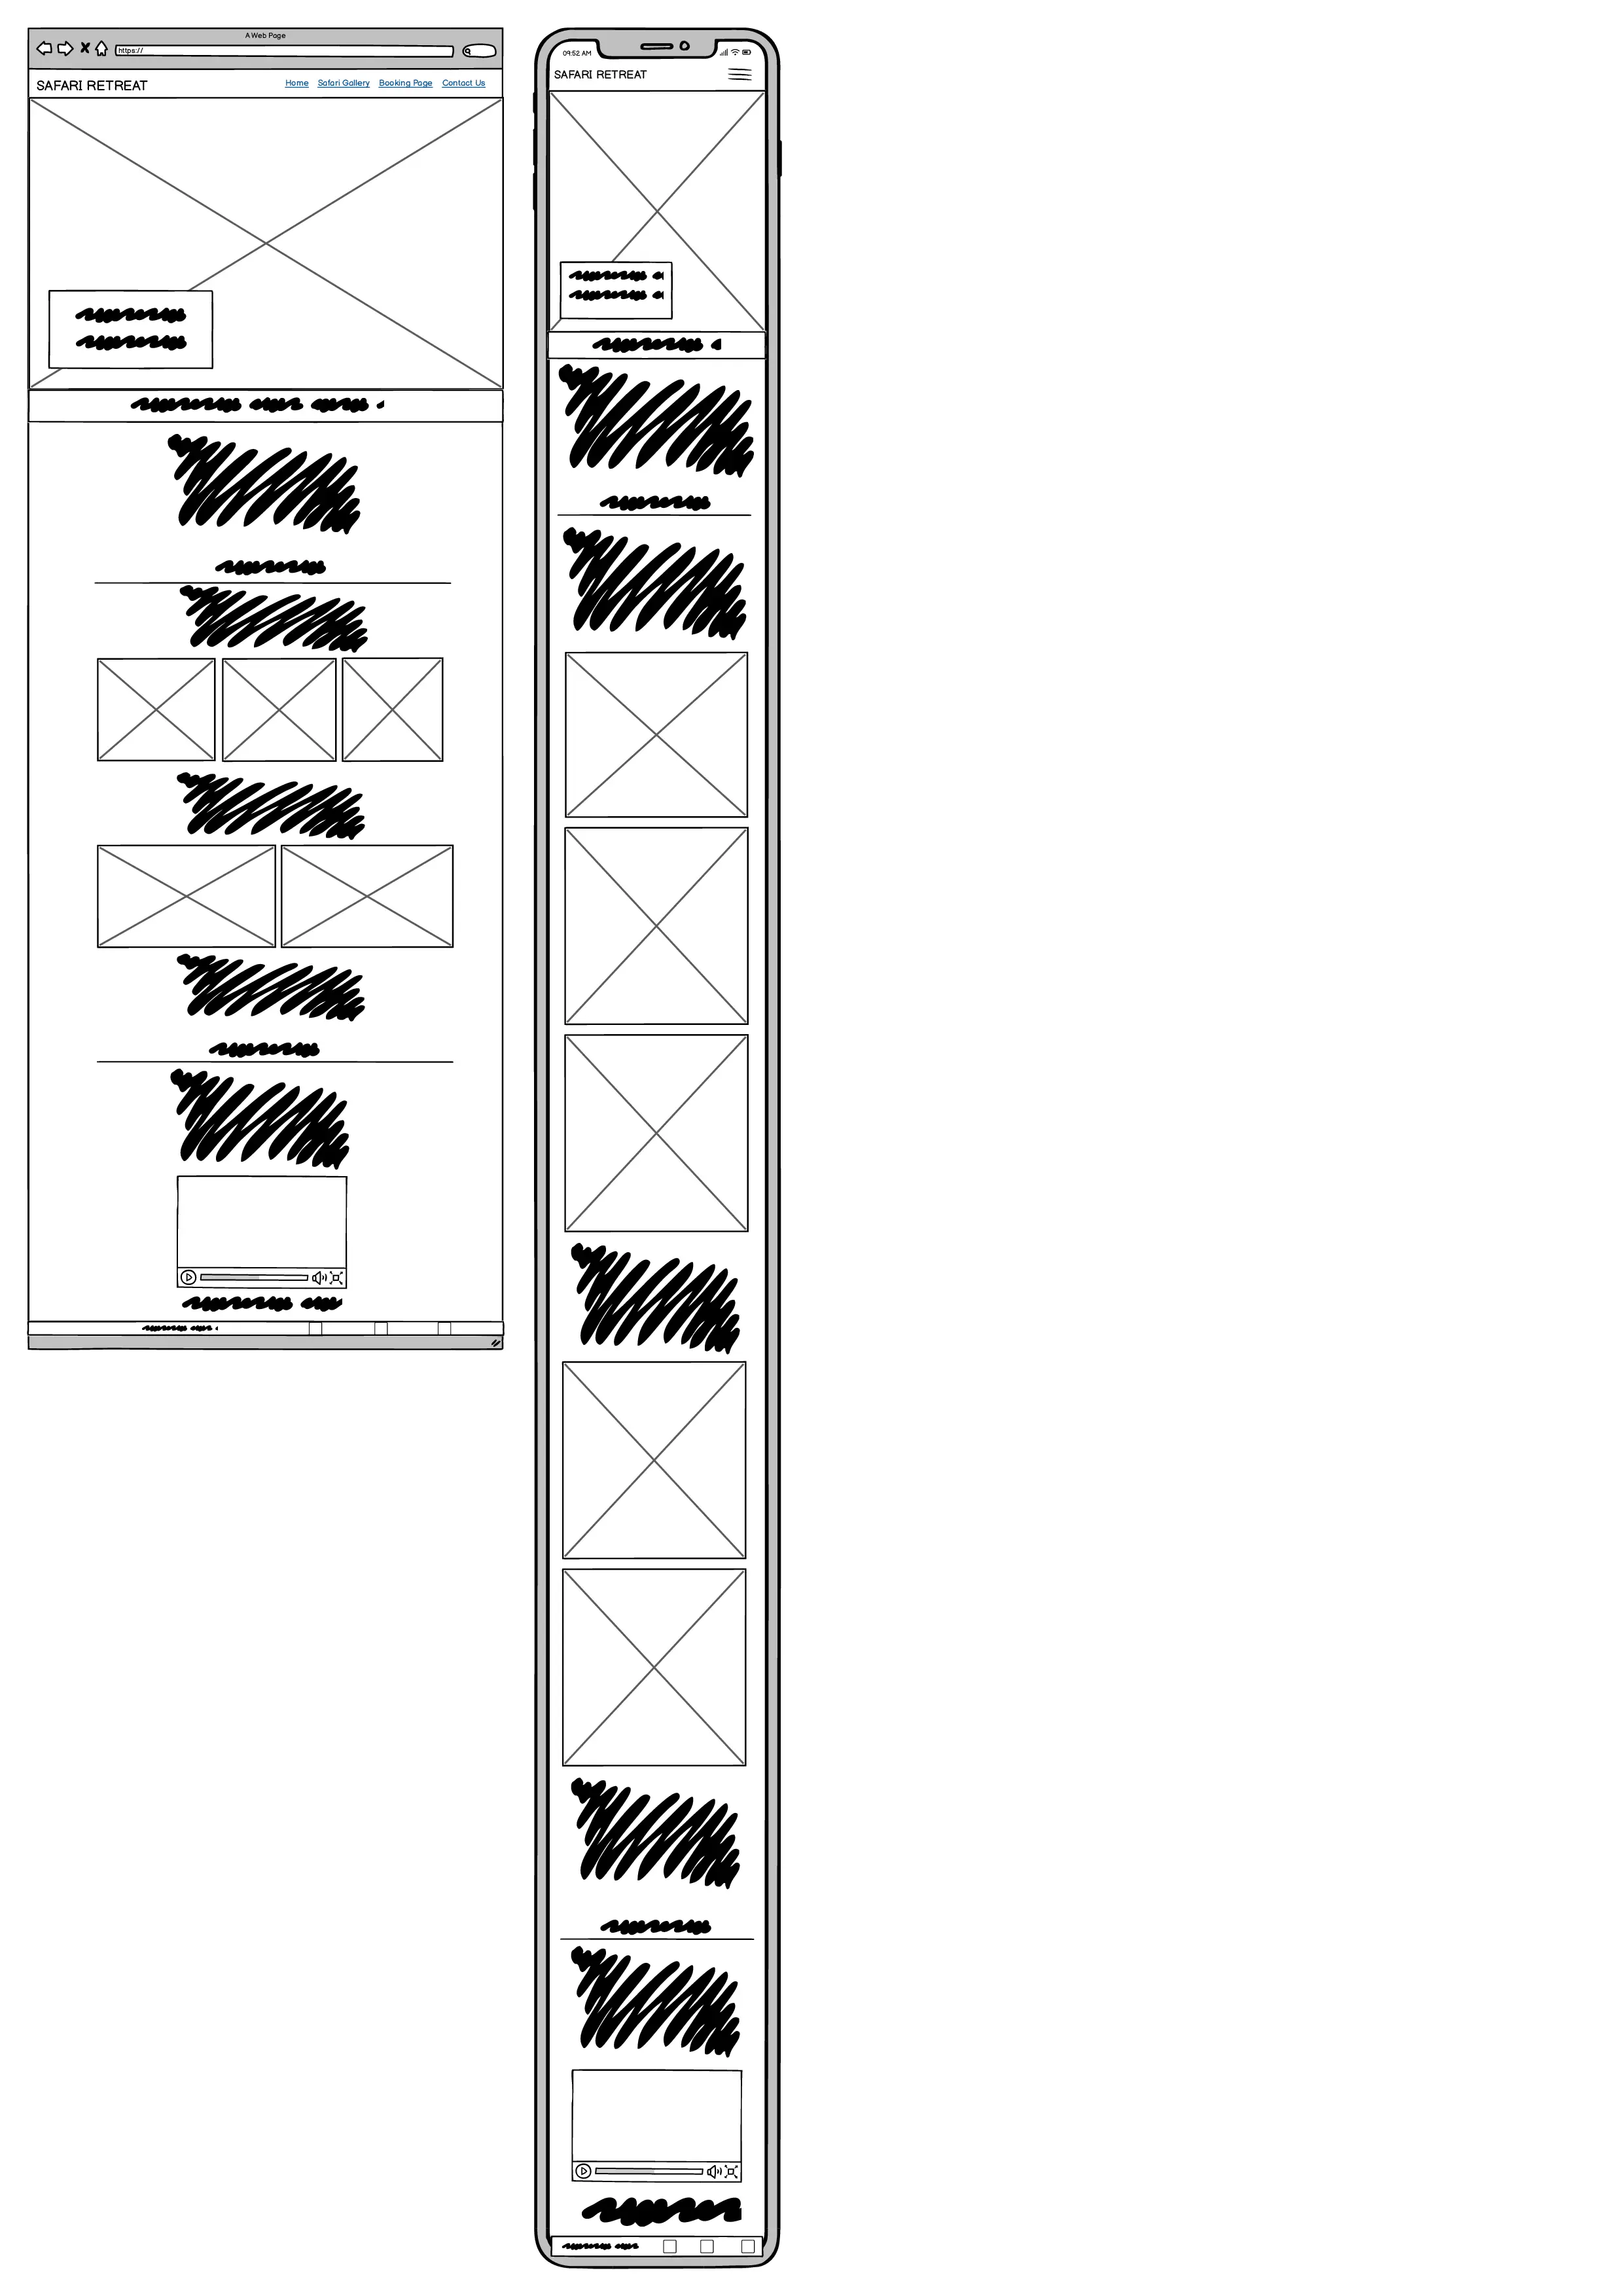 A Web Page
https://
SAFARI RETREAT
Home Safari Gallery Booking Page Contact Us
09:52 AM
SAFARI RETREAT